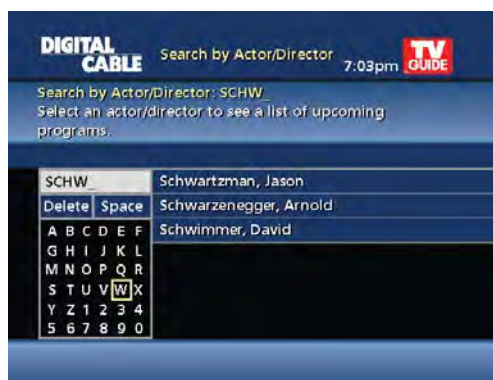 DIGITAL
CABLE
Search by Actor/Director
7:03pm
TV
GUIDE
Search by Actor/Director: SCHW_
Select an actor/director to see a list of upcoming
programs.
SCHW_
Schwartzman, Jason
Delete Space
Schwarzenegger, Arnold
A B C D E F
Schwimmer, David
G H I J K L
M N O P Q R
S T U V W X
Y Z 1 2 3 4
5 6 7 8 9 0